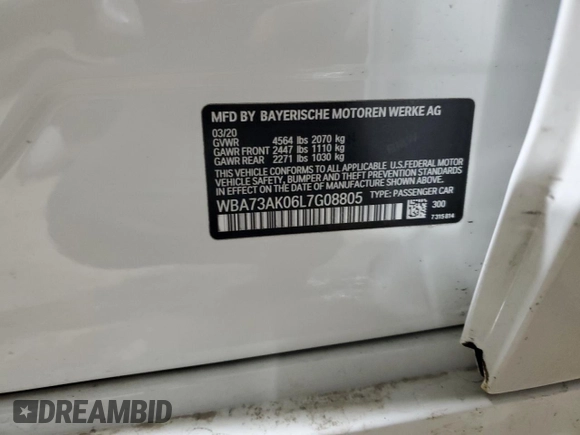 MFD BY BAYERISCHE MOTOREN WERKE AG
03/20
GVWR 4564 lbs 2070 kg
GAWR FRONT 2447 lbs 1110 kg
GAWR REAR 2271 lbs 1030 kg
THIS VEHICLE CONFORMS TO ALL APPLICABLE U.S.FEDERAL MOTOR
VEHICLE SAFETY, BUMPER, AND THEFT PREVENTION
STANDARDS IN EFFECT ON THE DATE OF
MANUFACTURE SHOWN ABOVE.
WBA73AK06L7G08805 TYPE: PASSENGER CAR
300
7315814
DREAMBID